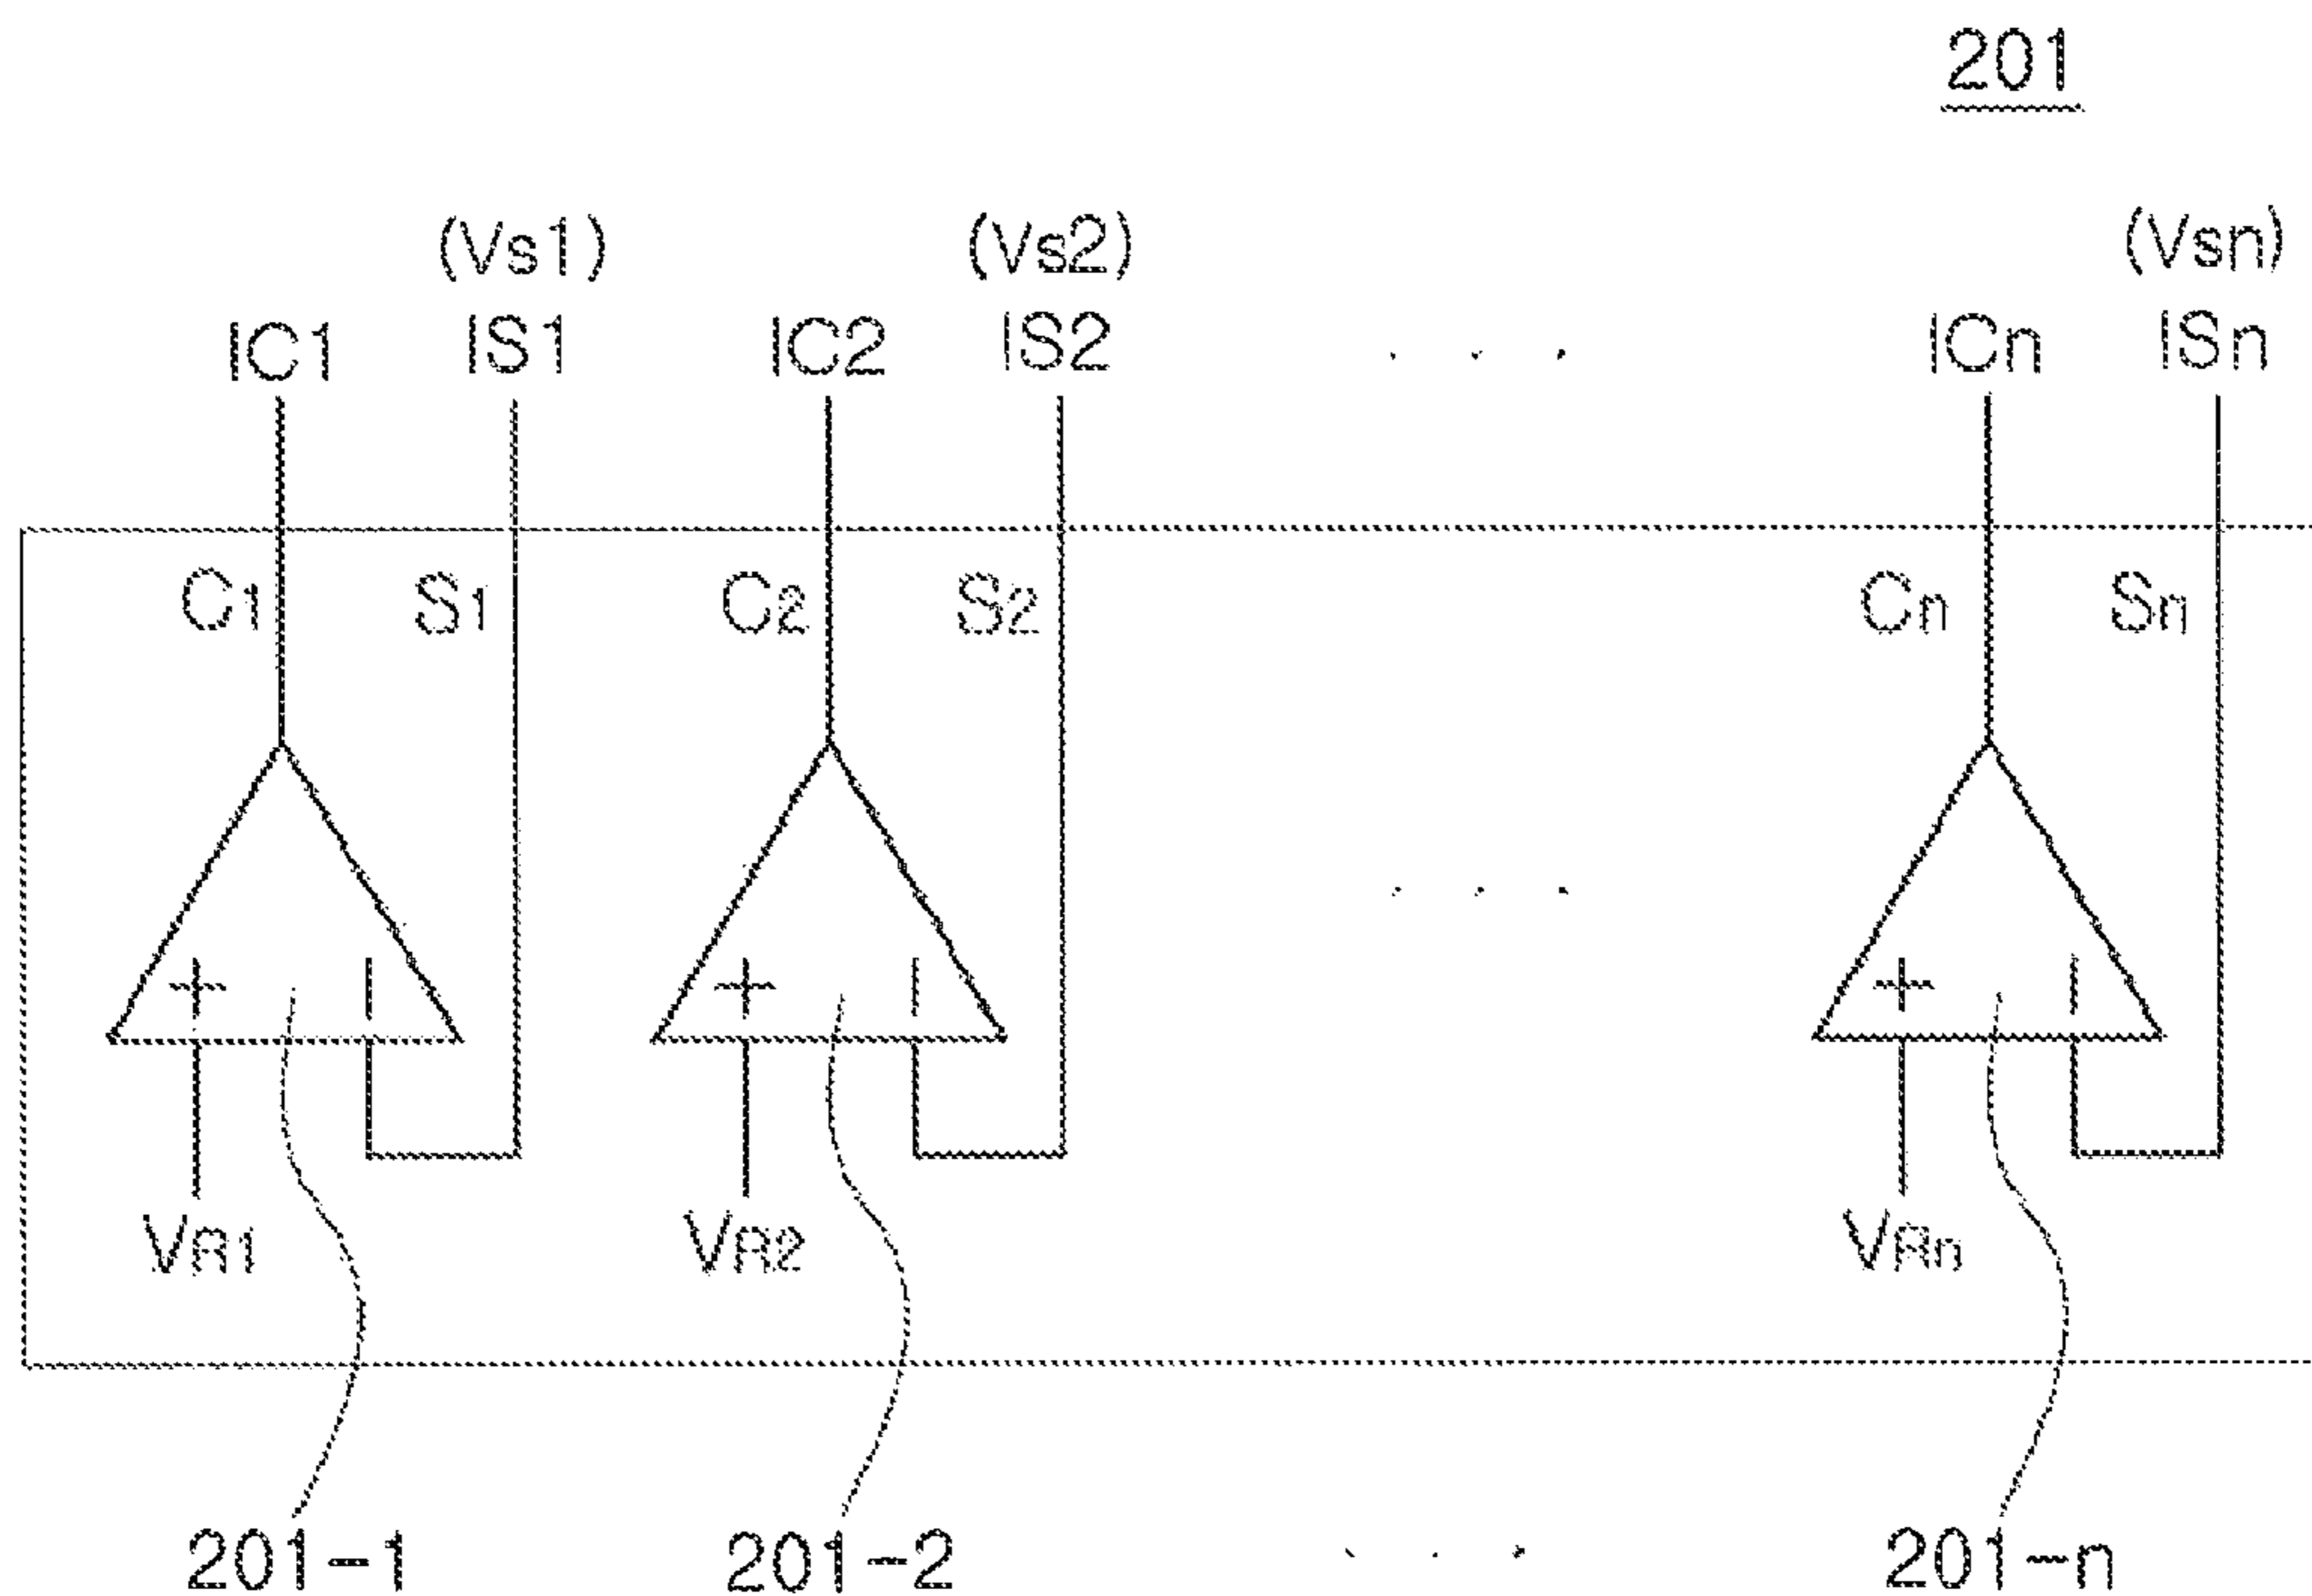 201
(Vs1) (Vs2) (Vsn)
IC1 IS1 IC2 IS2 . . . ICn ISn
C1 S1 C2 S2 Cn Sn
. . .
+ − + − + −
VR1 VR2 VRn
201-1 201-2 . . . 201-n